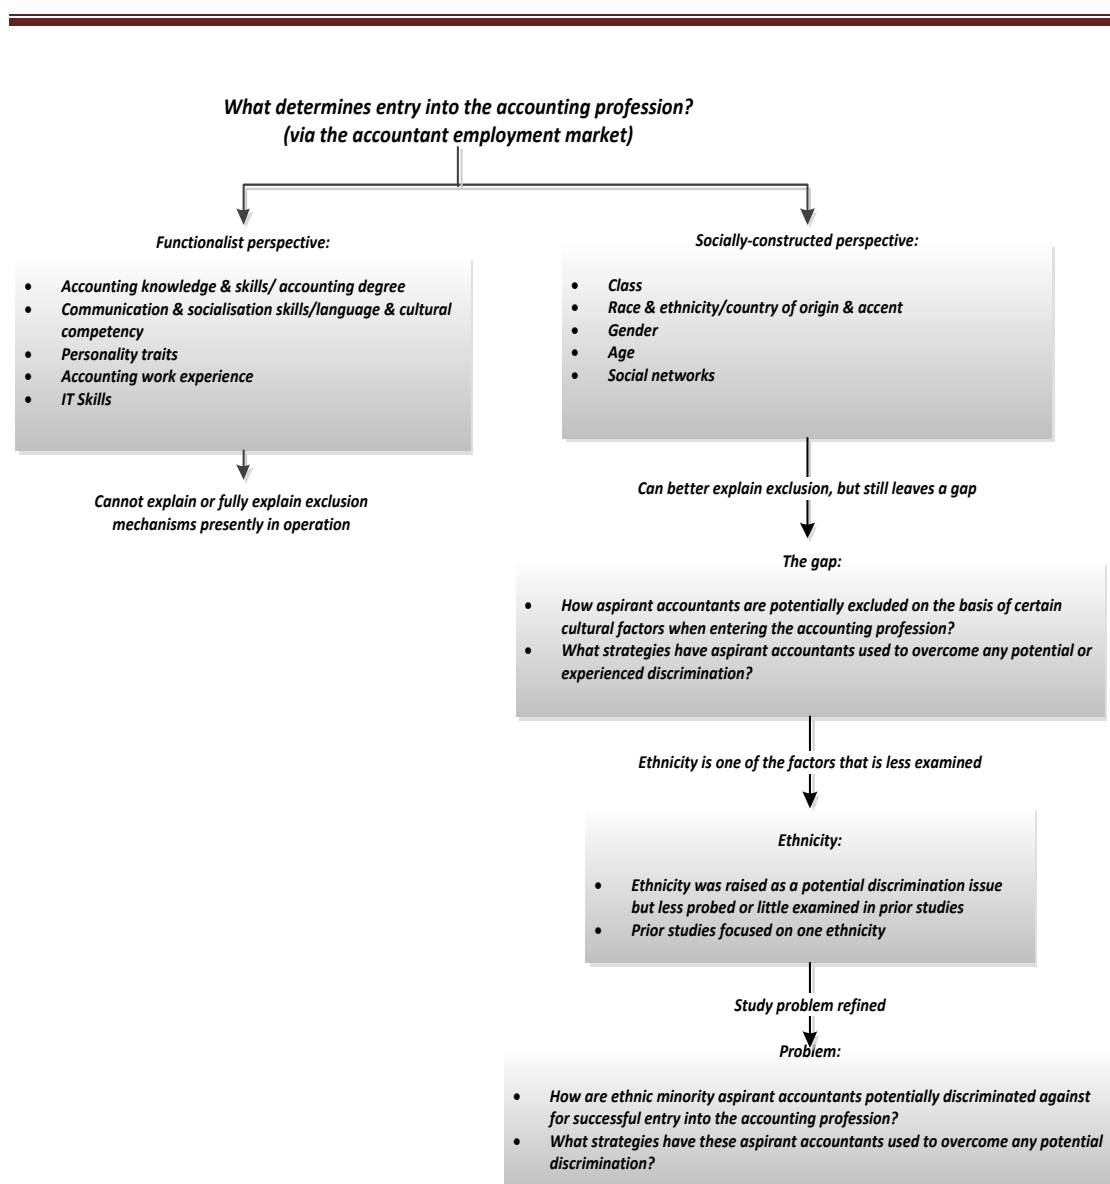 What determines entry into the accounting profession?
(via the accountant employment market)
Functionalist perspective:
• Accounting knowledge & skills/ accounting degree
• Communication & socialisation skills/language & cultural
competency
• Personality traits
• Accounting work experience
• IT Skills
Cannot explain or fully explain exclusion
mechanisms presently in operation
Socially-constructed perspective:
• Class
• Race & ethnicity/country of origin & accent
• Gender
• Age
• Social networks
Can better explain exclusion, but still leaves a gap
The gap:
• How aspirant accountants are potentially excluded on the basis of certain
cultural factors when entering the accounting profession?
• What strategies have aspirant accountants used to overcome any potential or
experienced discrimination?
Ethnicity is one of the factors that is less examined
Ethnicity:
• Ethnicity was raised as a potential discrimination issue
but less probed or little examined in prior studies
• Prior studies focused on one ethnicity
Study problem refined
Problem:
• How are ethnic minority aspirant accountants potentially discriminated against
for successful entry into the accounting profession?
• What strategies have these aspirant accountants used to overcome any potential
discrimination?